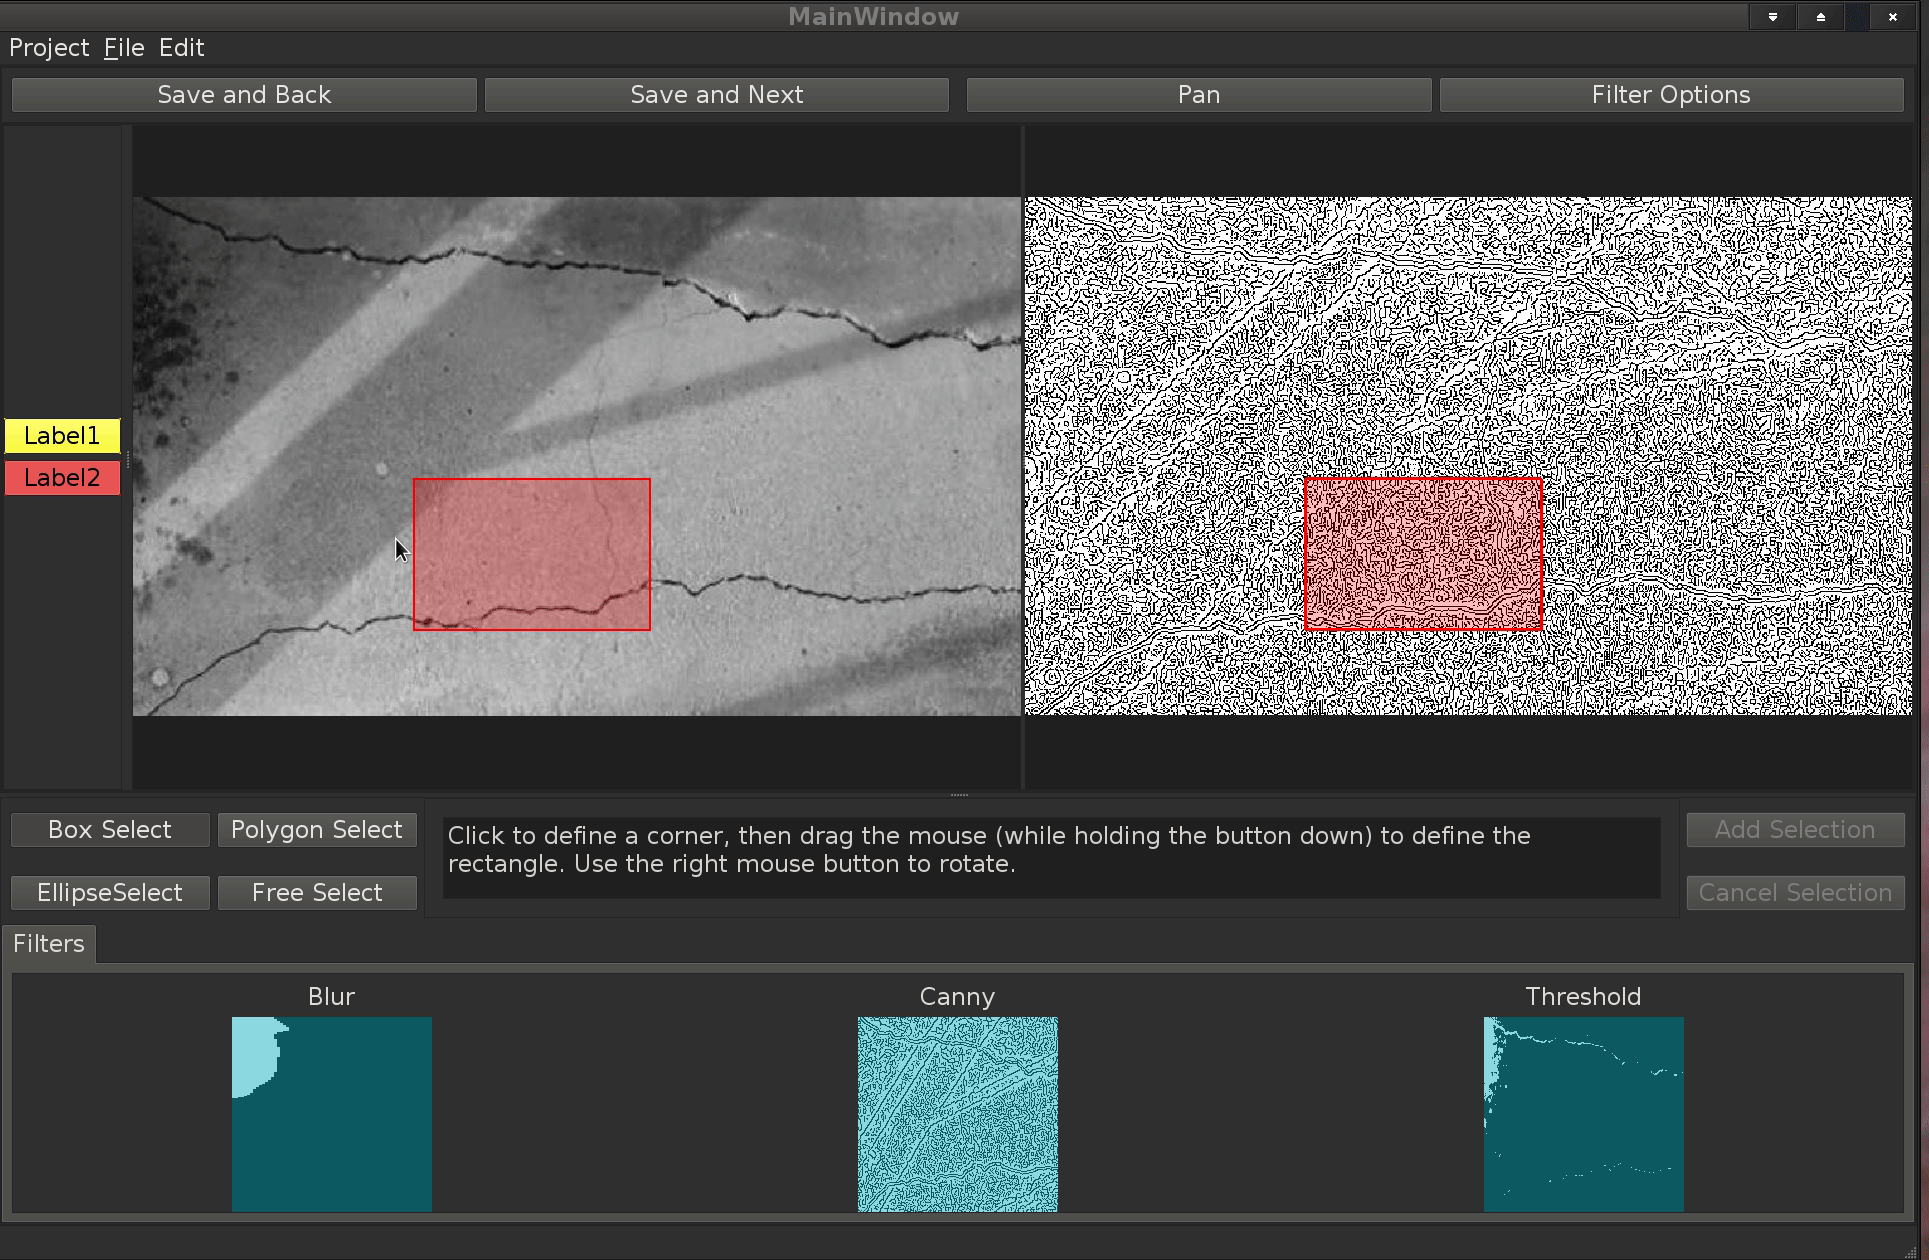 MainWindow
Project File Edit
Save and Back Save and Next Pan Filter Options
Label1
Label2
Box Select Polygon Select
EllipseSelect Free Select
Click to define a corner, then drag the mouse (while holding the button down) to define the
rectangle. Use the right mouse button to rotate.
Add Selection
Cancel Selection
Filters
Blur Canny Threshold